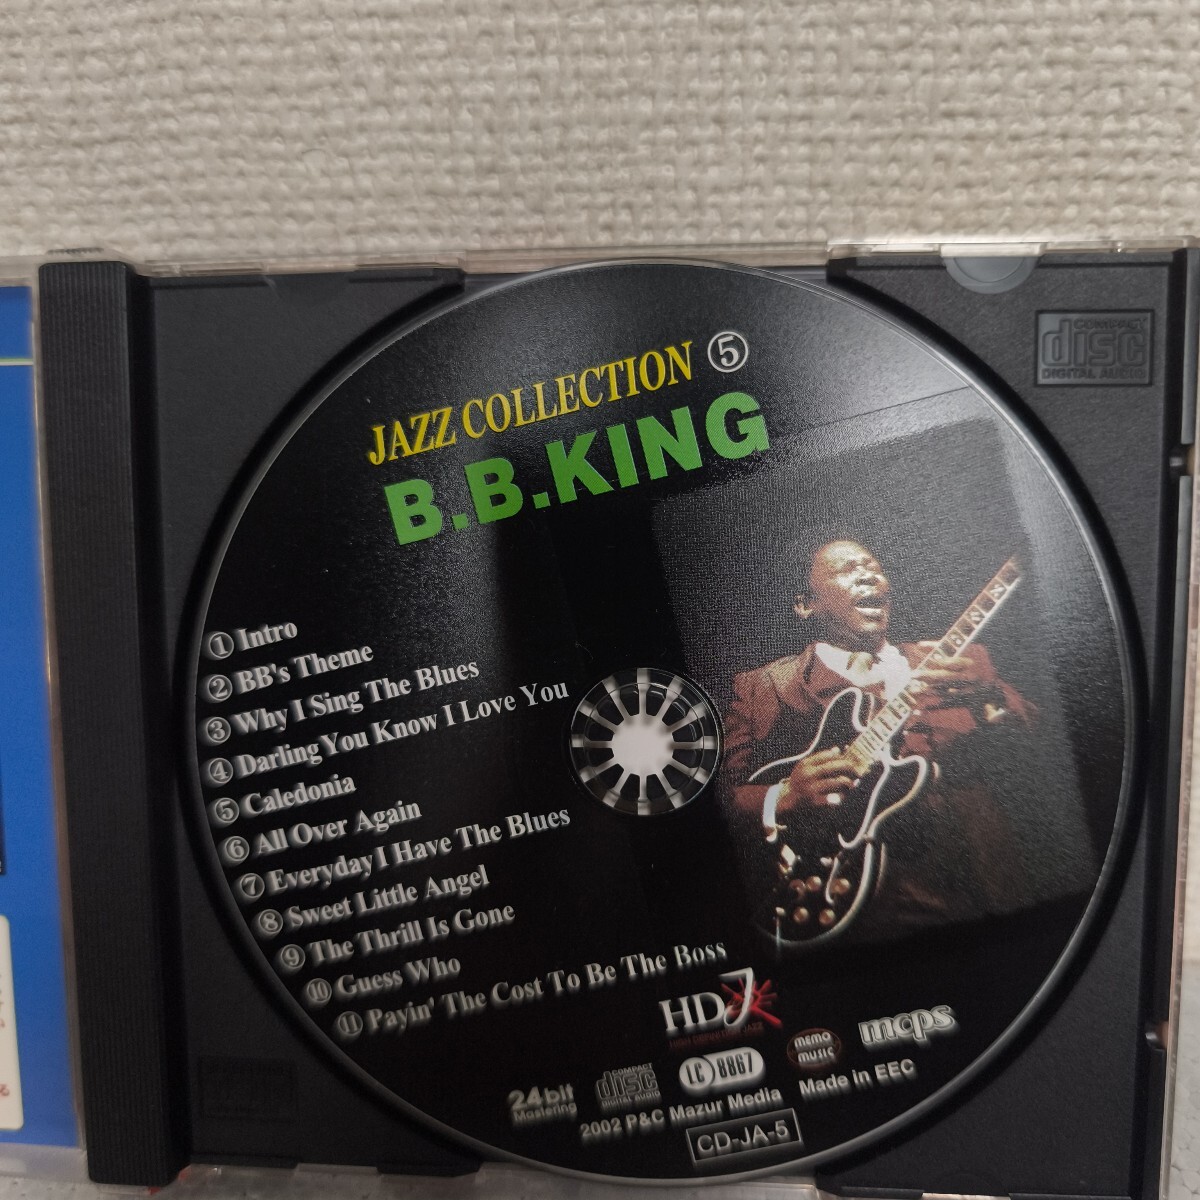 COMPACT
disc
DIGITAL AUDIO
JAZZ COLLECTION ⑤
B.B.KING
① Intro
② BB's Theme
③ Why I Sing The Blues
④ Darling You Know I Love You
⑤ Caledonia
⑥ All Over Again
⑦ Everyday I Have The Blues
⑧ Sweet Little Angel
⑨ The Thrill Is Gone
⑩ Guess Who
⑪ Payin' The Cost To Be The Boss
HDJ
HIGH DEFINITION JAZZ
24bit
Mastering
COMPACT
disc
DIGITAL AUDIO
LC 8867
MEMO
MUSIC
mcps
2002 P&C Mazur Media
Made in EEC
CD-JA-5